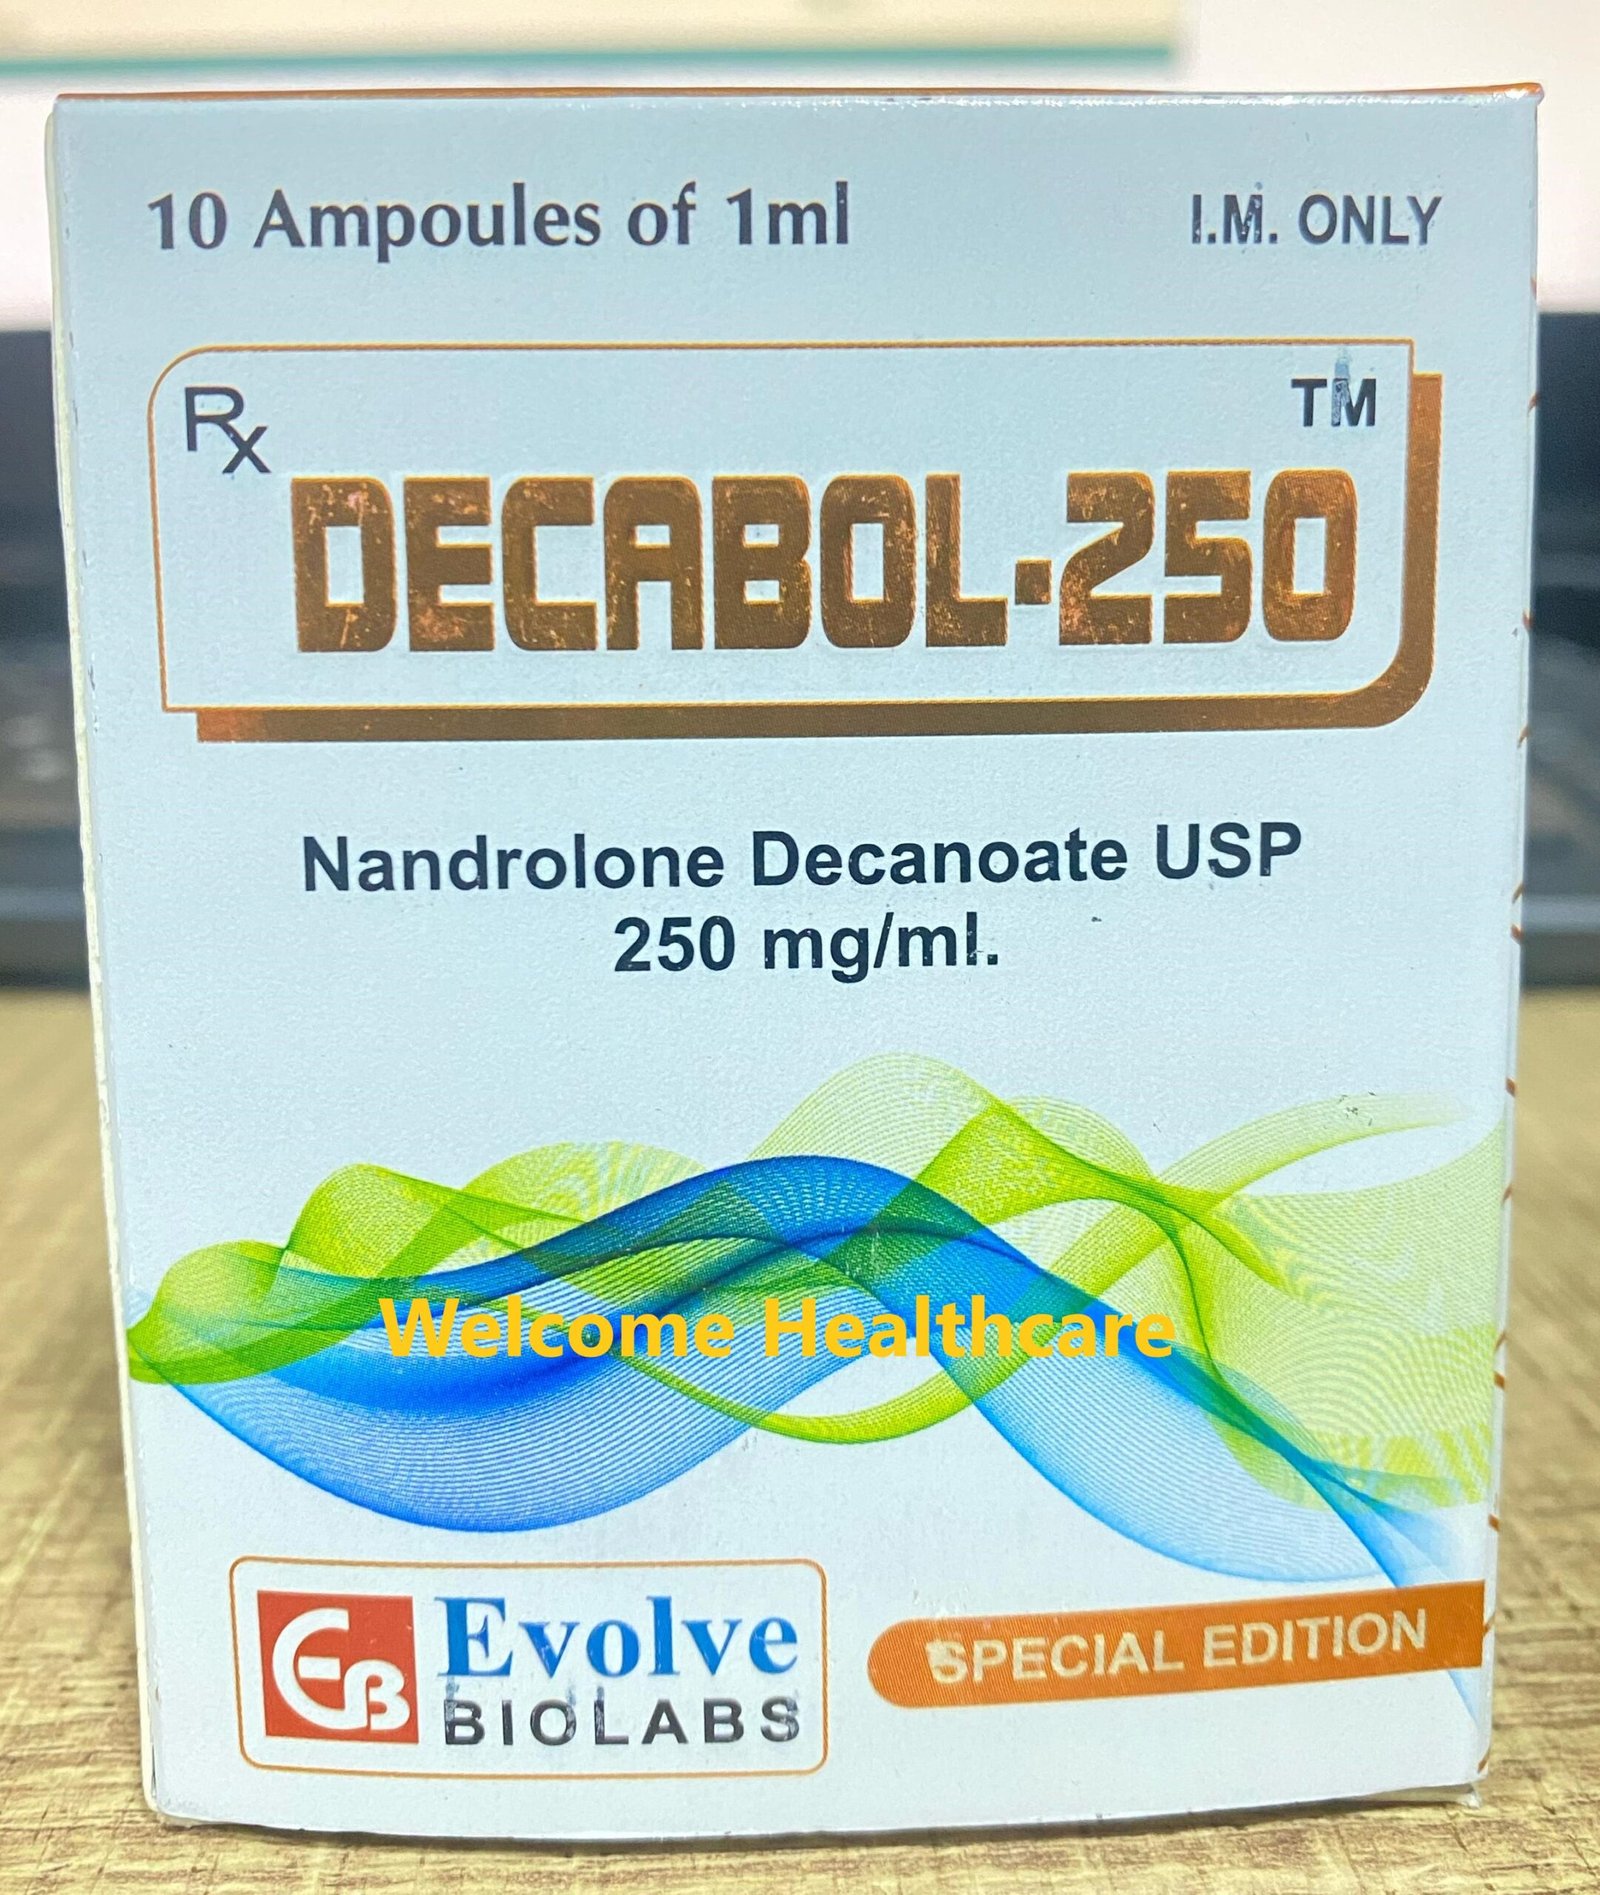 10 Ampoules of 1ml
I.M. ONLY
Rx
TM
DECABOL-250
Nandrolone Decanoate USP
250 mg/ml.
Welcome Healthcare
EB
Evolve
BIOLABS
SPECIAL EDITION